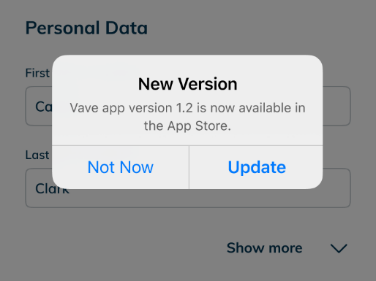 Personal Data
First
New Version
Vave app version 1.2 is now available in
the App Store.
Not Now
Update
Last
Clark
Show more